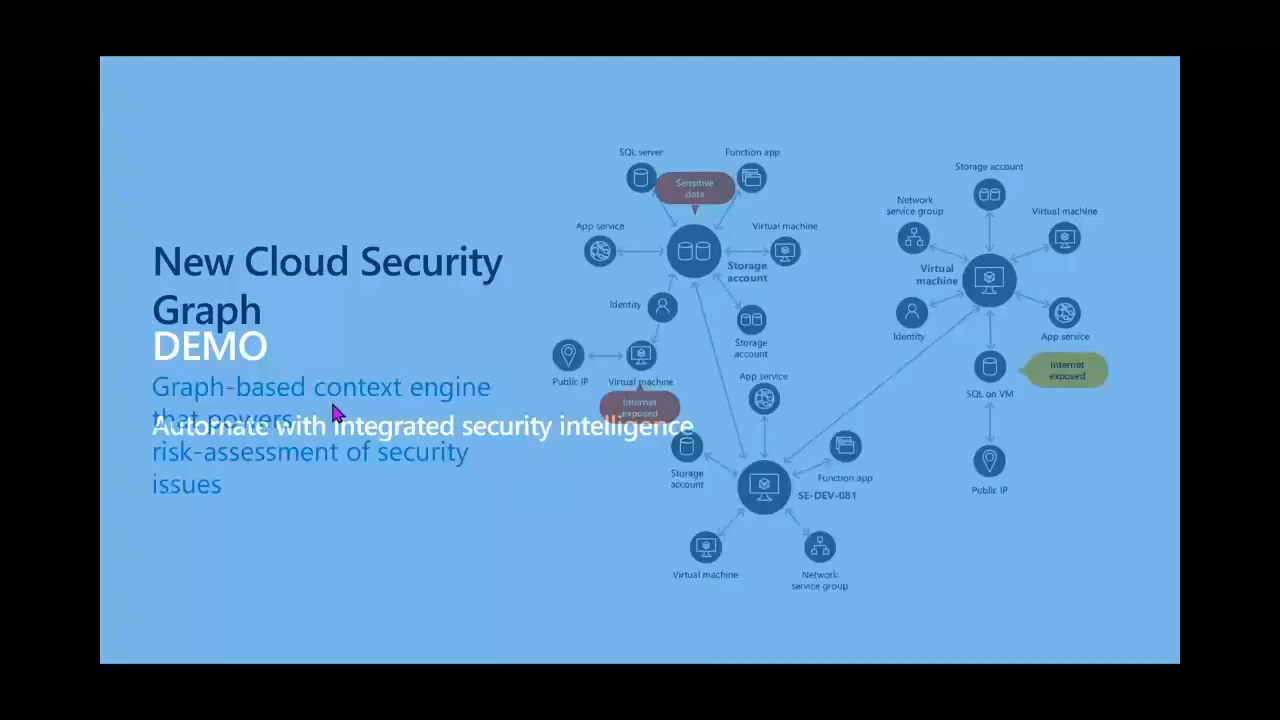 New Cloud Security
Graph
DEMO
Graph-based context engine
that powers
Automate with integrated security intelligence
risk-assessment of security
issues
SQL server
Function app
Sensitive
data
App service
Virtual machine
Storage
account
Identity
Storage
account
Public IP
Virtual machine
Internet
exposed
App service
Storage
account
Function app
SE-DEV-081
Virtual machine
Network
service group
Storage account
Network
service group
Virtual machine
Virtual
machine
Identity
App service
Internet
exposed
SQL on VM
Public IP